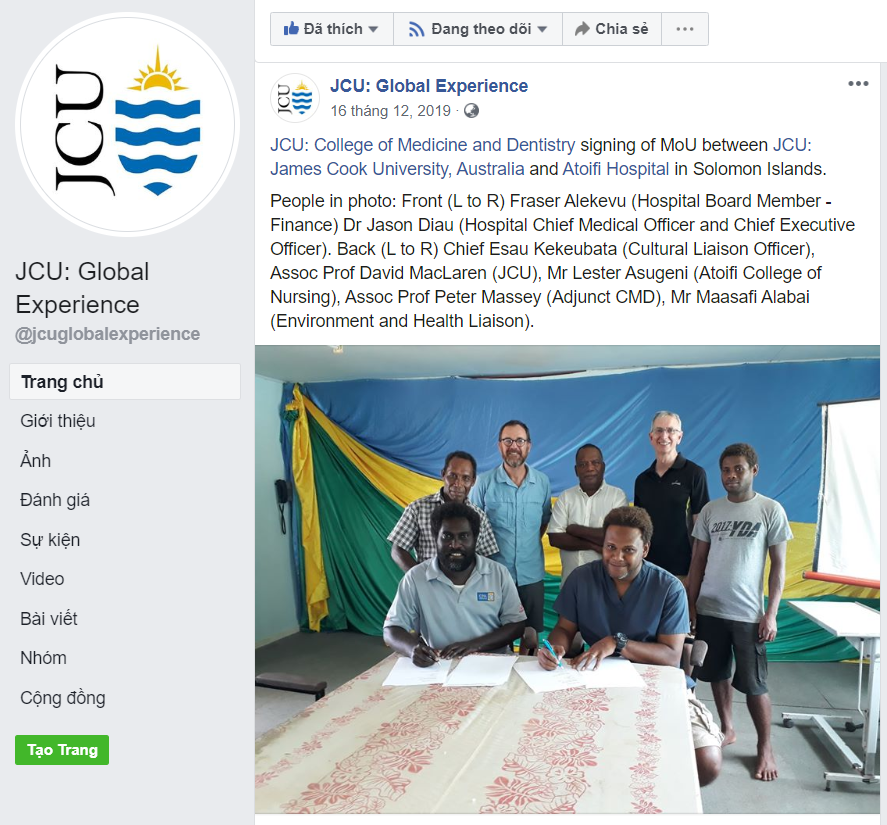 JCU
JCU: Global
Experience
@jcuglobalexperience
Trang chủ
Giới thiệu
Ảnh
Đánh giá
Sự kiện
Video
Bài viết
Nhóm
Cộng đồng
Tạo Trang
Đã thích
Đang theo dõi
Chia sẻ
JCU
JCU: Global Experience
16 tháng 12, 2019 ·
JCU: College of Medicine and Dentistry signing of MoU between JCU:
James Cook University, Australia and Atoifi Hospital in Solomon Islands.
People in photo: Front (L to R) Fraser Alekevu (Hospital Board Member -
Finance) Dr Jason Diau (Hospital Chief Medical Officer and Chief Executive
Officer). Back (L to R) Chief Esau Kekeubata (Cultural Liaison Officer),
Assoc Prof David MacLaren (JCU), Mr Lester Asugeni (Atoifi College of
Nursing), Assoc Prof Peter Massey (Adjunct CMD), Mr Maasafi Alabai
(Environment and Health Liaison).
2017 YDA